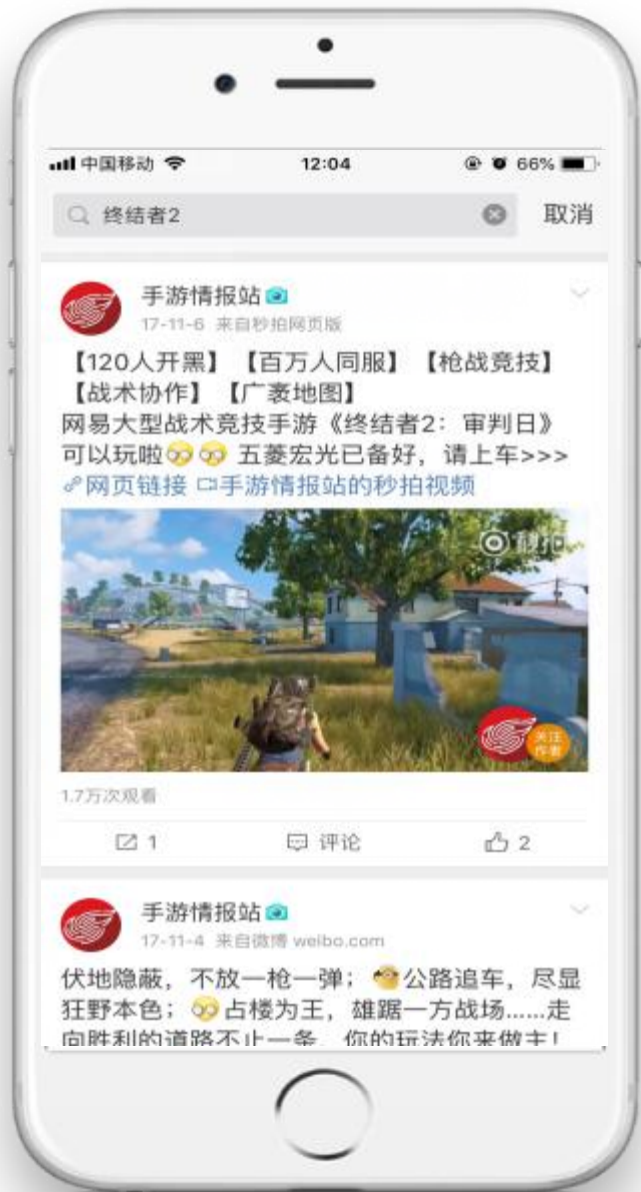 中国移动 12:04 66%
终结者2 取消
手游情报站
17-11-6 来自秒拍网页版
【120人开黑】【百万人同服】【枪战竞技】
【战术协作】【广袤地图】
网易大型战术竞技手游《终结者2：审判日》
可以玩啦 五菱宏光已备好，请上车>>>
网页链接 手游情报站的秒拍视频
秒拍
关注
作者
1.7万次观看
1 评论 2
手游情报站
17-11-4 来自微博 weibo.com
伏地隐蔽，不放一枪一弹；公路追车，尽显
狂野本色；占楼为王，雄踞一方战场……走
向胜利的道路不止一条，你的玩法你来做主！